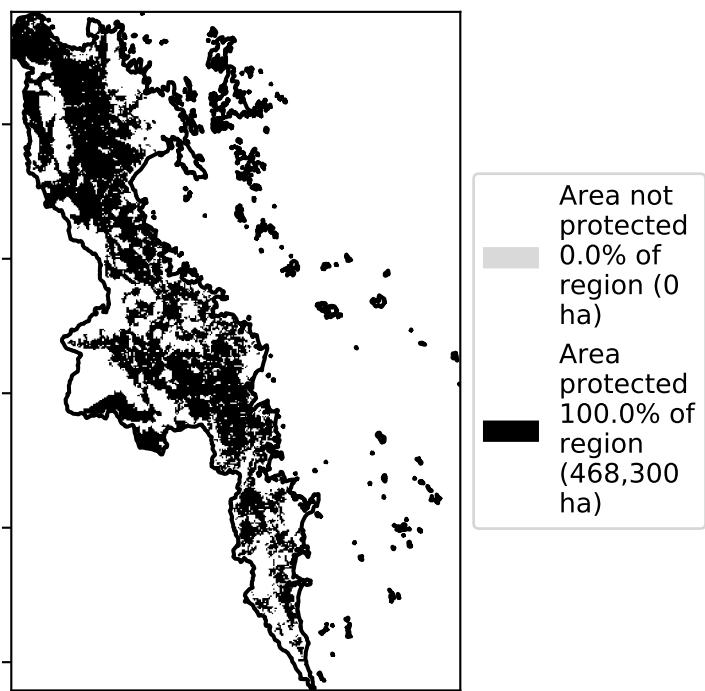 Area not
protected
0.0% of
region (0
ha)
Area
protected
100.0% of
region
(468,300
ha)